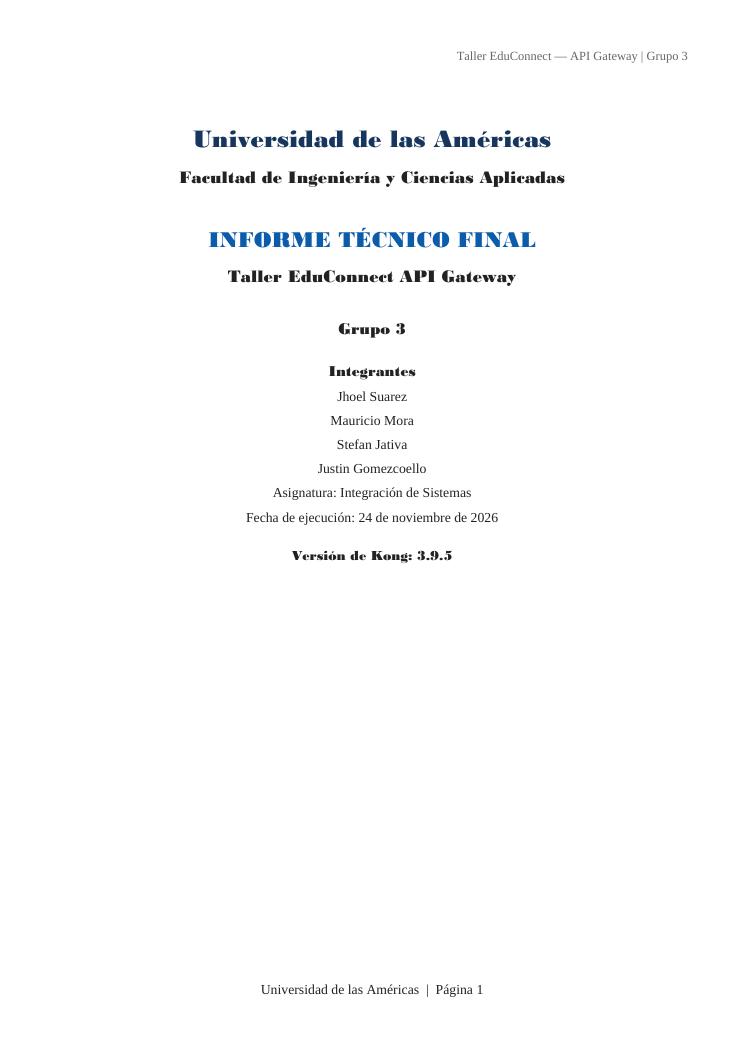 Taller EduConnect — API Gateway | Grupo 3
Universidad de las Américas
Facultad de Ingeniería y Ciencias Aplicadas
INFORME TÉCNICO FINAL
Taller EduConnect API Gateway
Grupo 3
Integrantes
Jhoel Suarez
Mauricio Mora
Stefan Jativa
Justin Gomezcoello
Asignatura: Integración de Sistemas
Fecha de ejecución: 24 de noviembre de 2026
Versión de Kong: 3.9.5
Universidad de las Américas | Página 1